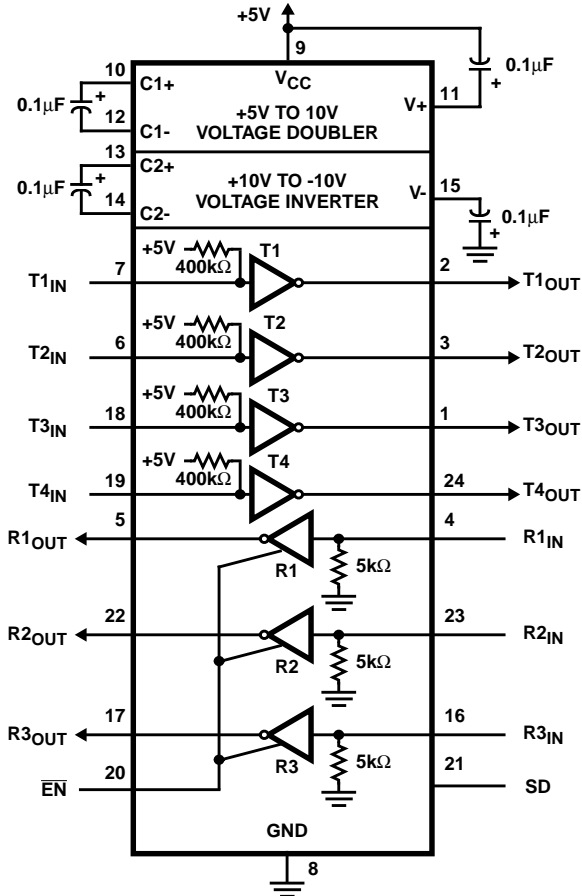 +5V
9
VCC
10
C1+
0.1µF
+
12
C1-
+5V TO 10V
VOLTAGE DOUBLER
V+
11
0.1µF
+
13
C2+
0.1µF
+
14
C2-
+10V TO -10V
VOLTAGE INVERTER
V-
15
0.1µF
+
T1IN
7
+5V
400kΩ
T1
2
T1OUT
T2IN
6
+5V
400kΩ
T2
3
T2OUT
T3IN
18
+5V
400kΩ
T3
1
T3OUT
T4IN
19
+5V
400kΩ
T4
24
T4OUT
R1OUT
5
R1
5kΩ
4
R1IN
R2OUT
22
R2
5kΩ
23
R2IN
R3OUT
17
R3
5kΩ
16
R3IN
EN
20
21
SD
GND
8